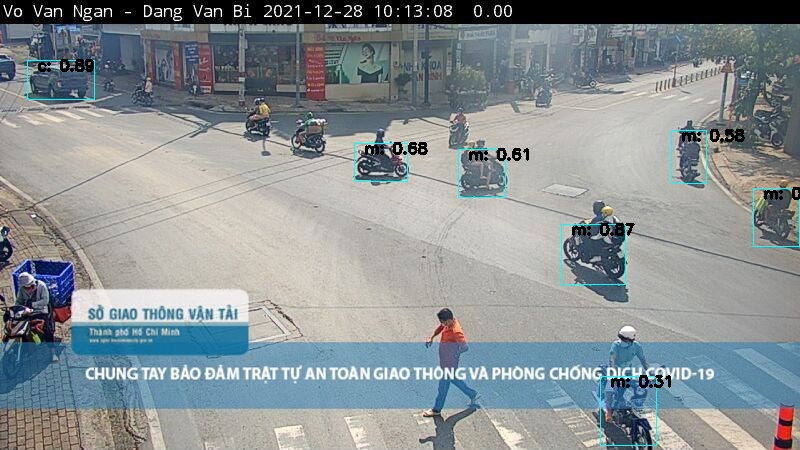 Vo Van Ngan - Dang Van Bi 2021-12-28 10:13:08 0.00
c: 0.89
m: 0.58
m: 0.68
m: 0.61
m: 0.87
SỞ GIAO THÔNG VẬN TẢI
Thành phố Hồ Chí Minh
CHUNG TAY BẢO ĐẢM TRẬT TỰ AN TOÀN GIAO THÔNG VÀ PHÒNG CHỐNG DỊCH COVID-19
m: 0.31